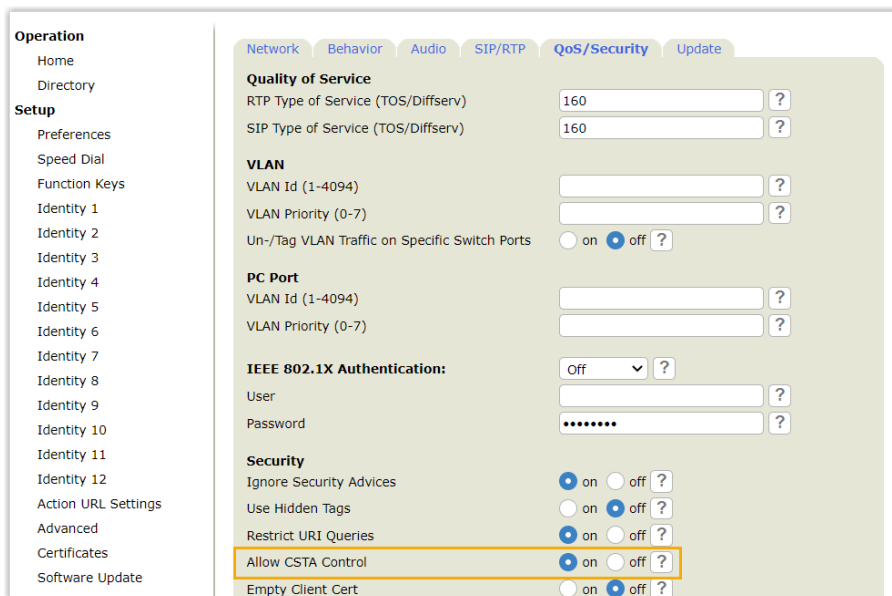 Operation
Home
Directory
Setup
Preferences
Speed Dial
Function Keys
Identity 1
Identity 2
Identity 3
Identity 4
Identity 5
Identity 6
Identity 7
Identity 8
Identity 9
Identity 10
Identity 11
Identity 12
Action URL Settings
Advanced
Certificates
Software Update
Network Behavior Audio SIP/RTP QoS/Security Update
Quality of Service
RTP Type of Service (TOS/Diffserv) 160 ?
SIP Type of Service (TOS/Diffserv) 160 ?
VLAN
VLAN Id (1-4094) ?
VLAN Priority (0-7) ?
Un-/Tag VLAN Traffic on Specific Switch Ports on off ?
PC Port
VLAN Id (1-4094) ?
VLAN Priority (0-7) ?
IEEE 802.1X Authentication: Off ?
User ?
Password •••••••• ?
Security
Ignore Security Advices on off ?
Use Hidden Tags on off ?
Restrict URI Queries on off ?
Allow CSTA Control on off ?
Empty Client Cert on off ?